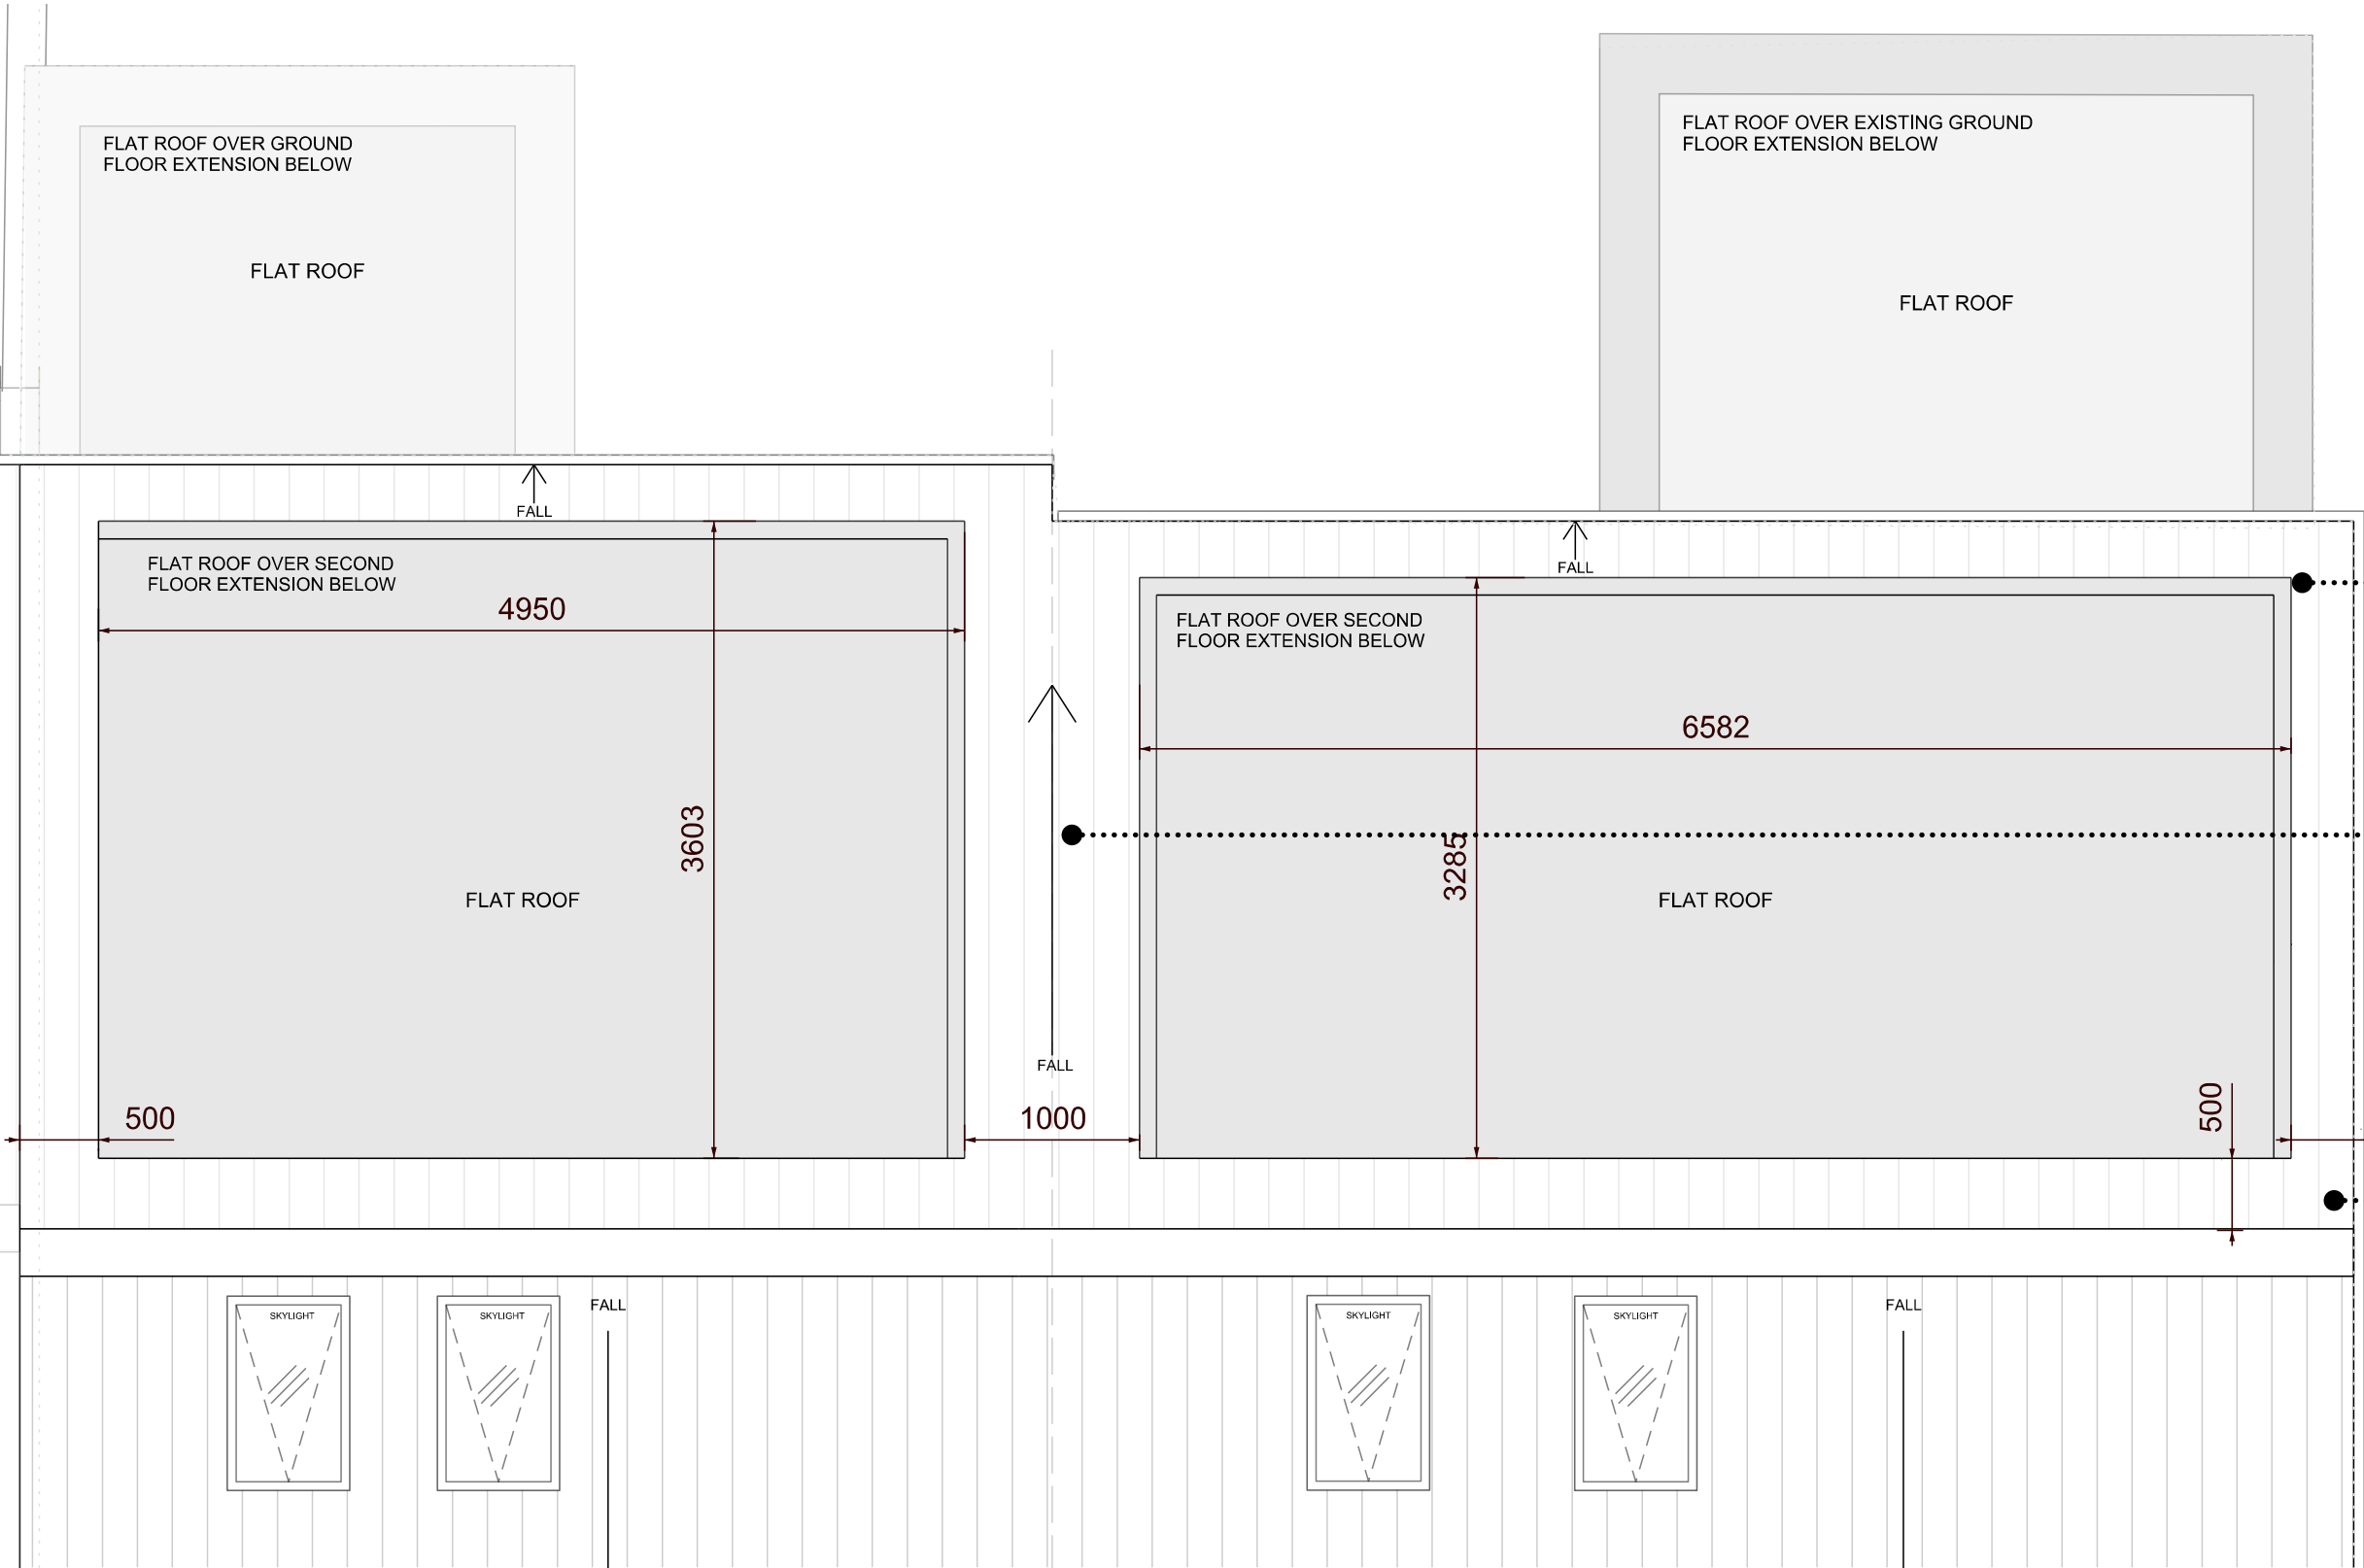 FLAT ROOF OVER GROUND
FLOOR EXTENSION BELOW
FLAT ROOF
FLAT ROOF OVER EXISTING GROUND
FLOOR EXTENSION BELOW
FLAT ROOF
FALL
FLAT ROOF OVER SECOND
FLOOR EXTENSION BELOW
4950
3603
FLAT ROOF
500
FALL
1000
FALL
FLAT ROOF OVER SECOND
FLOOR EXTENSION BELOW
6582
3285
FLAT ROOF
500
SKYLIGHT
SKYLIGHT
FALL
SKYLIGHT
SKYLIGHT
FALL